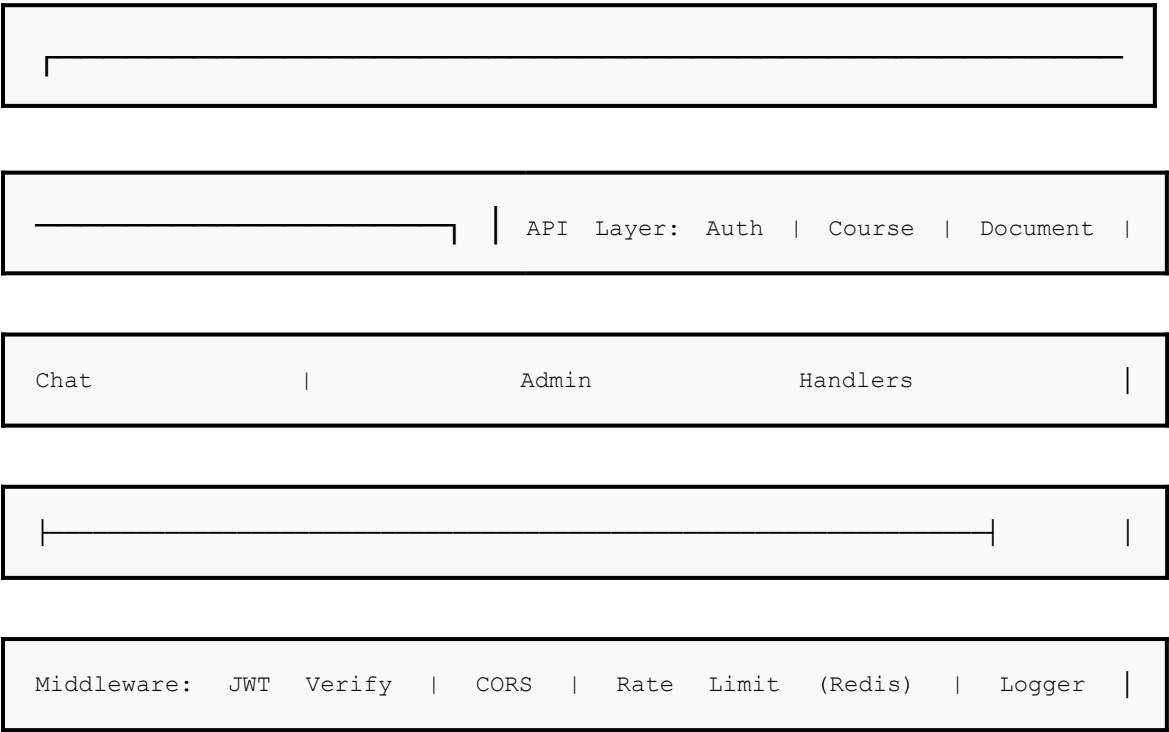 ┌───────────────────────────────────────────────
──────────────────┐ │ API Layer: Auth | Course | Document |
Chat | Admin Handlers │
├─────────────────────────────────────────────────────────────────┤ │
Middleware: JWT Verify | CORS | Rate Limit (Redis) | Logger │